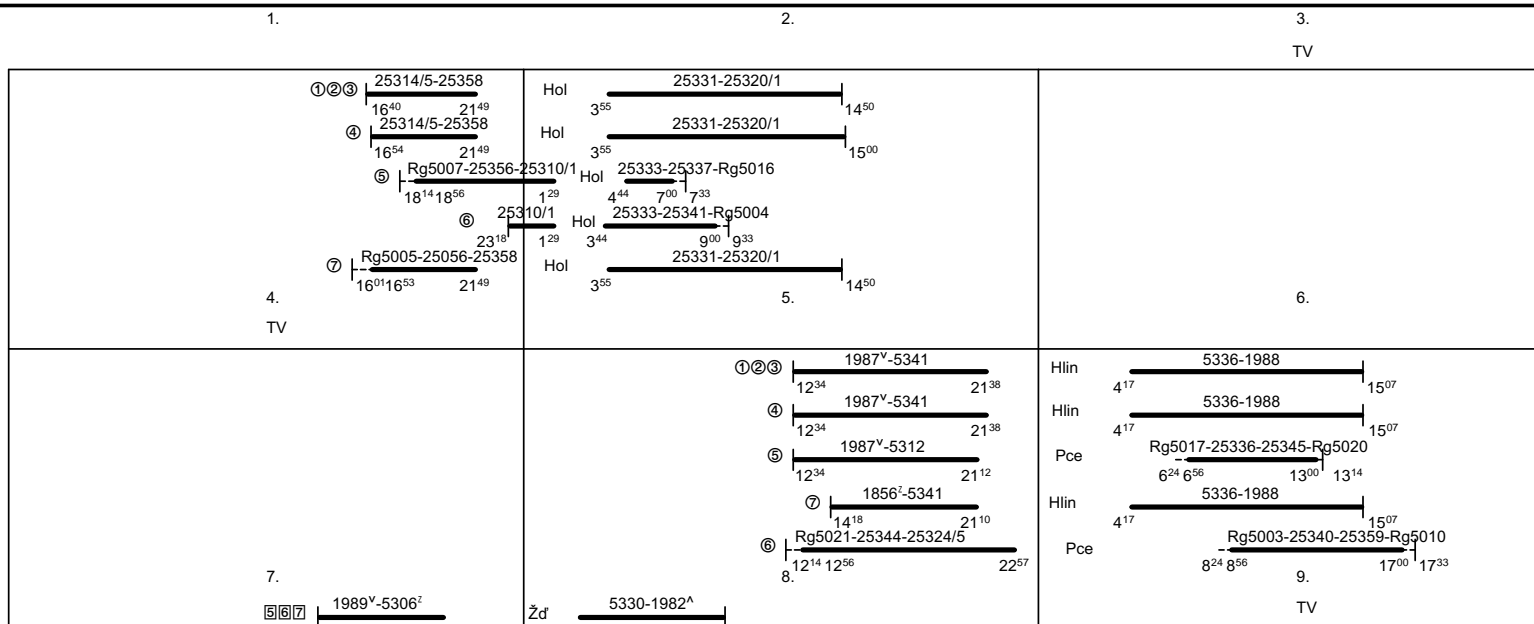 1. 2. 3.
TV
①②③ 25314/5-25358 Hol 25331-20320/1
16⁴⁰ 21⁴⁹ 3⁵⁵ 14⁵⁰
④ 25314/5-25358 Hol 25331-25320/1
16⁵⁴ 21⁴⁹ 3⁵⁵ 15⁰⁰
⑤ Rg5007-25356-25310/1 Hol 25333-25337-Rg5016
18¹⁴ 18⁵⁶ 1²⁹ 4⁴⁴ 7⁰⁰ 7³³
⑥ 25310/1 Hol 25333-25341-Rg5004
23¹⁸ 1²⁹ 3⁴⁴ 9⁰⁰ 9³³
⑦ Rg5005-25056-25358 Hol 25331-25320/1
16⁰¹ 16⁵³ 21⁴⁹ 3⁵⁵ 14⁵⁰
4. 5. 6.
TV
①②③ 1987ᵛ-5341 Hlin 5336-1988
12³⁴ 21³⁸ 4¹⁷ 15⁰⁷
④ 1987ᵛ-5341 Hlin 5336-1988
12³⁴ 21³⁸ 4¹⁷ 15⁰⁷
⑤ 1987ᵛ-5312 Pce Rg5017-25336-25345-Rg5020
12³⁴ 21¹² 6²⁴ 6⁵⁶ 13⁰⁰ 13¹⁴
⑦ 1856ᶻ-5341 Hlin 5336-1988
14¹⁸ 21¹⁰ 4¹⁷ 15⁰⁷
⑥ Rg5021-25344-25324/5 Pce Rg5003-25340-25359-Rg5010
12¹⁴ 12⁵⁶ 22⁵⁷ 8²⁴ 8⁵⁶ 17⁰⁰ 17³³
7. 8. 9.
TV
5 6 7 1989ᵛ-5306ᶻ Žď 5330-1982^